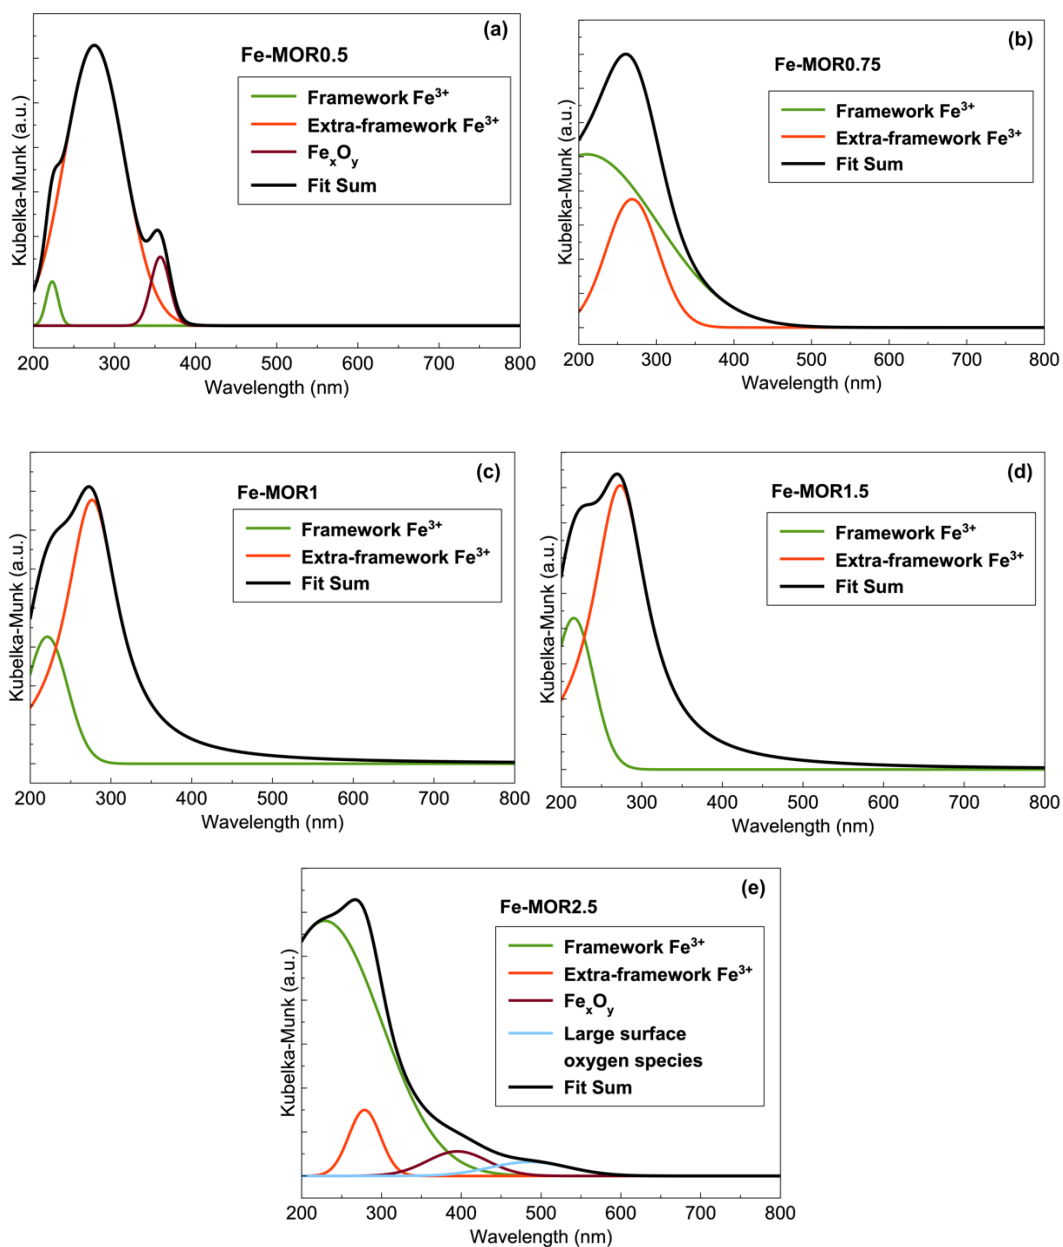 (a)
Fe-MOR0.5
Framework Fe³⁺
Extra-framework Fe³⁺
FeₓOᵧ
Fit Sum
Kubelka-Munk (a.u.)
200 300 400 500 600 700 800
Wavelength (nm)
(b)
Fe-MOR0.75
Framework Fe³⁺
Extra-framework Fe³⁺
Fit Sum
Kubelka-Munk (a.u.)
200 300 400 500 600 700 800
Wavelength (nm)
(c)
Fe-MOR1
Framework Fe³⁺
Extra-framework Fe³⁺
Fit Sum
Kubelka-Munk (a.u.)
200 300 400 500 600 700 800
Wavelength (nm)
(d)
Fe-MOR1.5
Framework Fe³⁺
Extra-framework Fe³⁺
Fit Sum
Kubelka-Munk (a.u.)
200 300 400 500 600 700 800
Wavelength (nm)
(e)
Fe-MOR2.5
Framework Fe³⁺
Extra-framework Fe³⁺
FeₓOᵧ
Large surface
oxygen species
Fit Sum
Kubelka-Munk (a.u.)
200 300 400 500 600 700 800
Wavelength (nm)